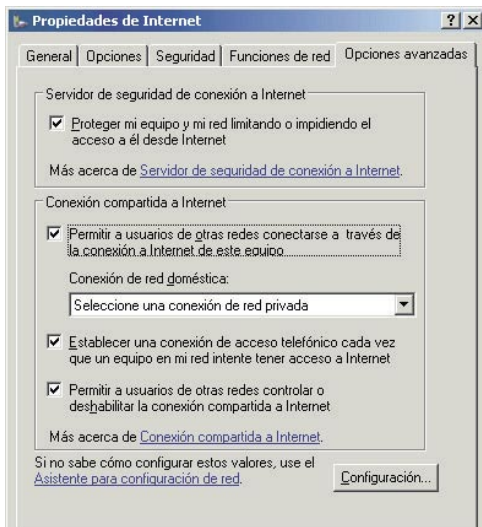 Propiedades de Internet
General Opciones Seguridad Funciones de red Opciones avanzadas
Servidor de seguridad de conexión a Internet
Proteger mi equipo y mi red limitando o impidiendo el
acceso a él desde Internet
Más acerca de Servidor de seguridad de conexión a Internet.
Conexión compartida a Internet
Permitir a usuarios de otras redes conectarse a través de
la conexión a Internet de este equipo
Conexión de red doméstica:
Seleccione una conexión de red privada
Establecer una conexión de acceso telefónico cada vez
que un equipo en mi red intente tener acceso a Internet
Permitir a usuarios de otras redes controlar o
deshabilitar la conexión compartida a Internet
Más acerca de Conexión compartida a Internet.
Si no sabe cómo configurar estos valores, use el
Asistente para configuración de red.
Configuración...